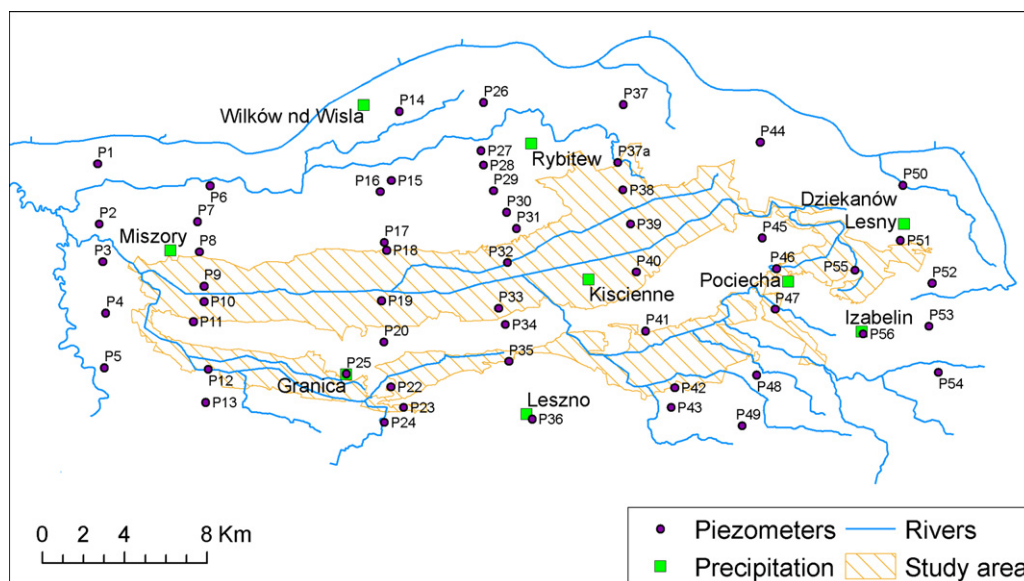 P26
P37
P14
Wilków nd Wisla
P44
Rybitew
P1
P27
P37a
P28
P16
P15
P29
P38
P6
P50
Dziekanów
P7
P30
P39
Lesny
P2
P31
P45
P51
Miszory
P8
P17
P18
P3
P32
P46
P55
P40
P52
Pociecha
P9
Kiscienne
P10
P19
P33
P47
P4
Izabelin
P11
P34
P41
P56
P53
P20
P5
P35
P12
P25
P48
P54
Granica
P22
P42
P13
P23
Leszno
P43
P24
P36
P49
0 2 4 8 Km
Piezometers
Rivers
Precipitation
Study area